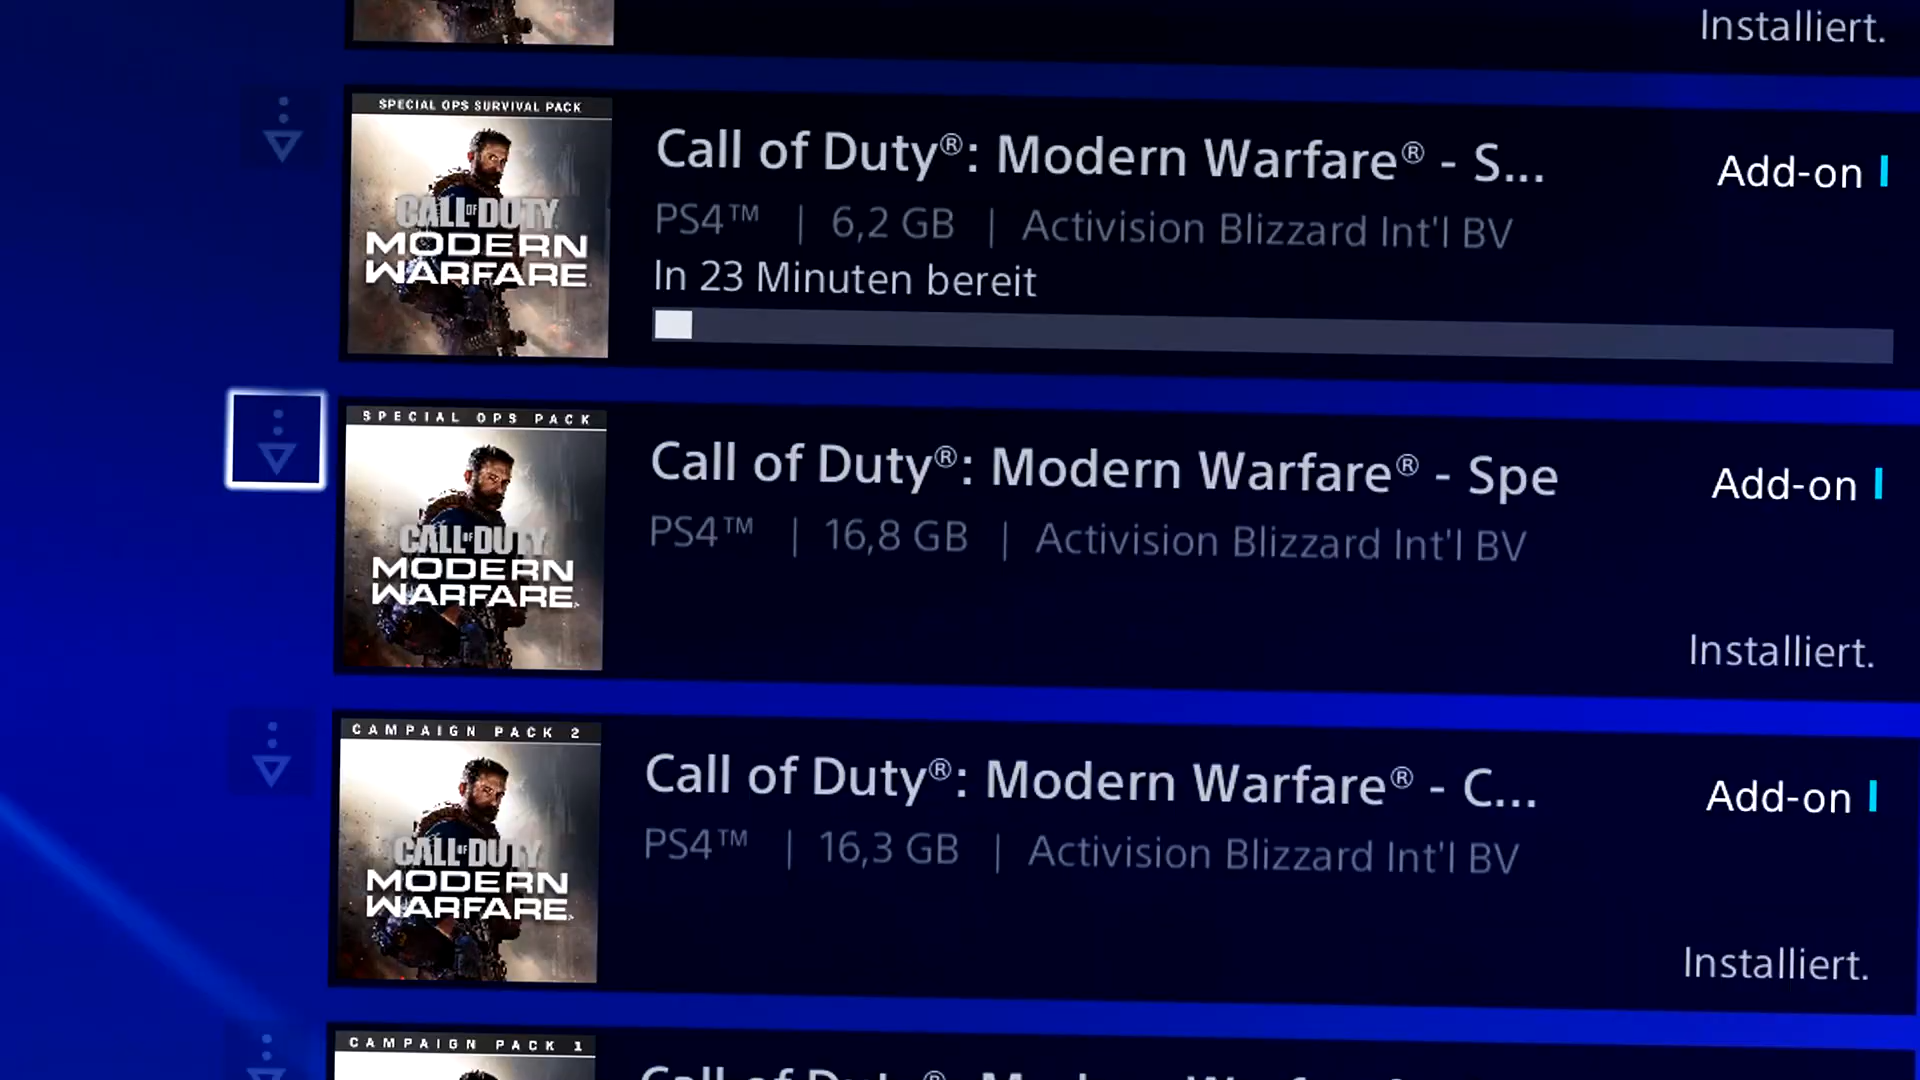 Installiert.
SPECIAL OPS SURVIVAL PACK
CALL OF DUTY
MODERN
WARFARE
Call of Duty®: Modern Warfare® - S...
Add-on
PS4™ | 6,2 GB | Activision Blizzard Int'l BV
In 23 Minuten bereit
SPECIAL OPS PACK
CALL OF DUTY
MODERN
WARFARE
Call of Duty®: Modern Warfare® - Spe
Add-on
PS4™ | 16,8 GB | Activision Blizzard Int'l BV
Installiert.
CAMPAIGN PACK 2
CALL OF DUTY
MODERN
WARFARE
Call of Duty®: Modern Warfare® - C...
Add-on
PS4™ | 16,3 GB | Activision Blizzard Int'l BV
Installiert.
CAMPAIGN PACK 1